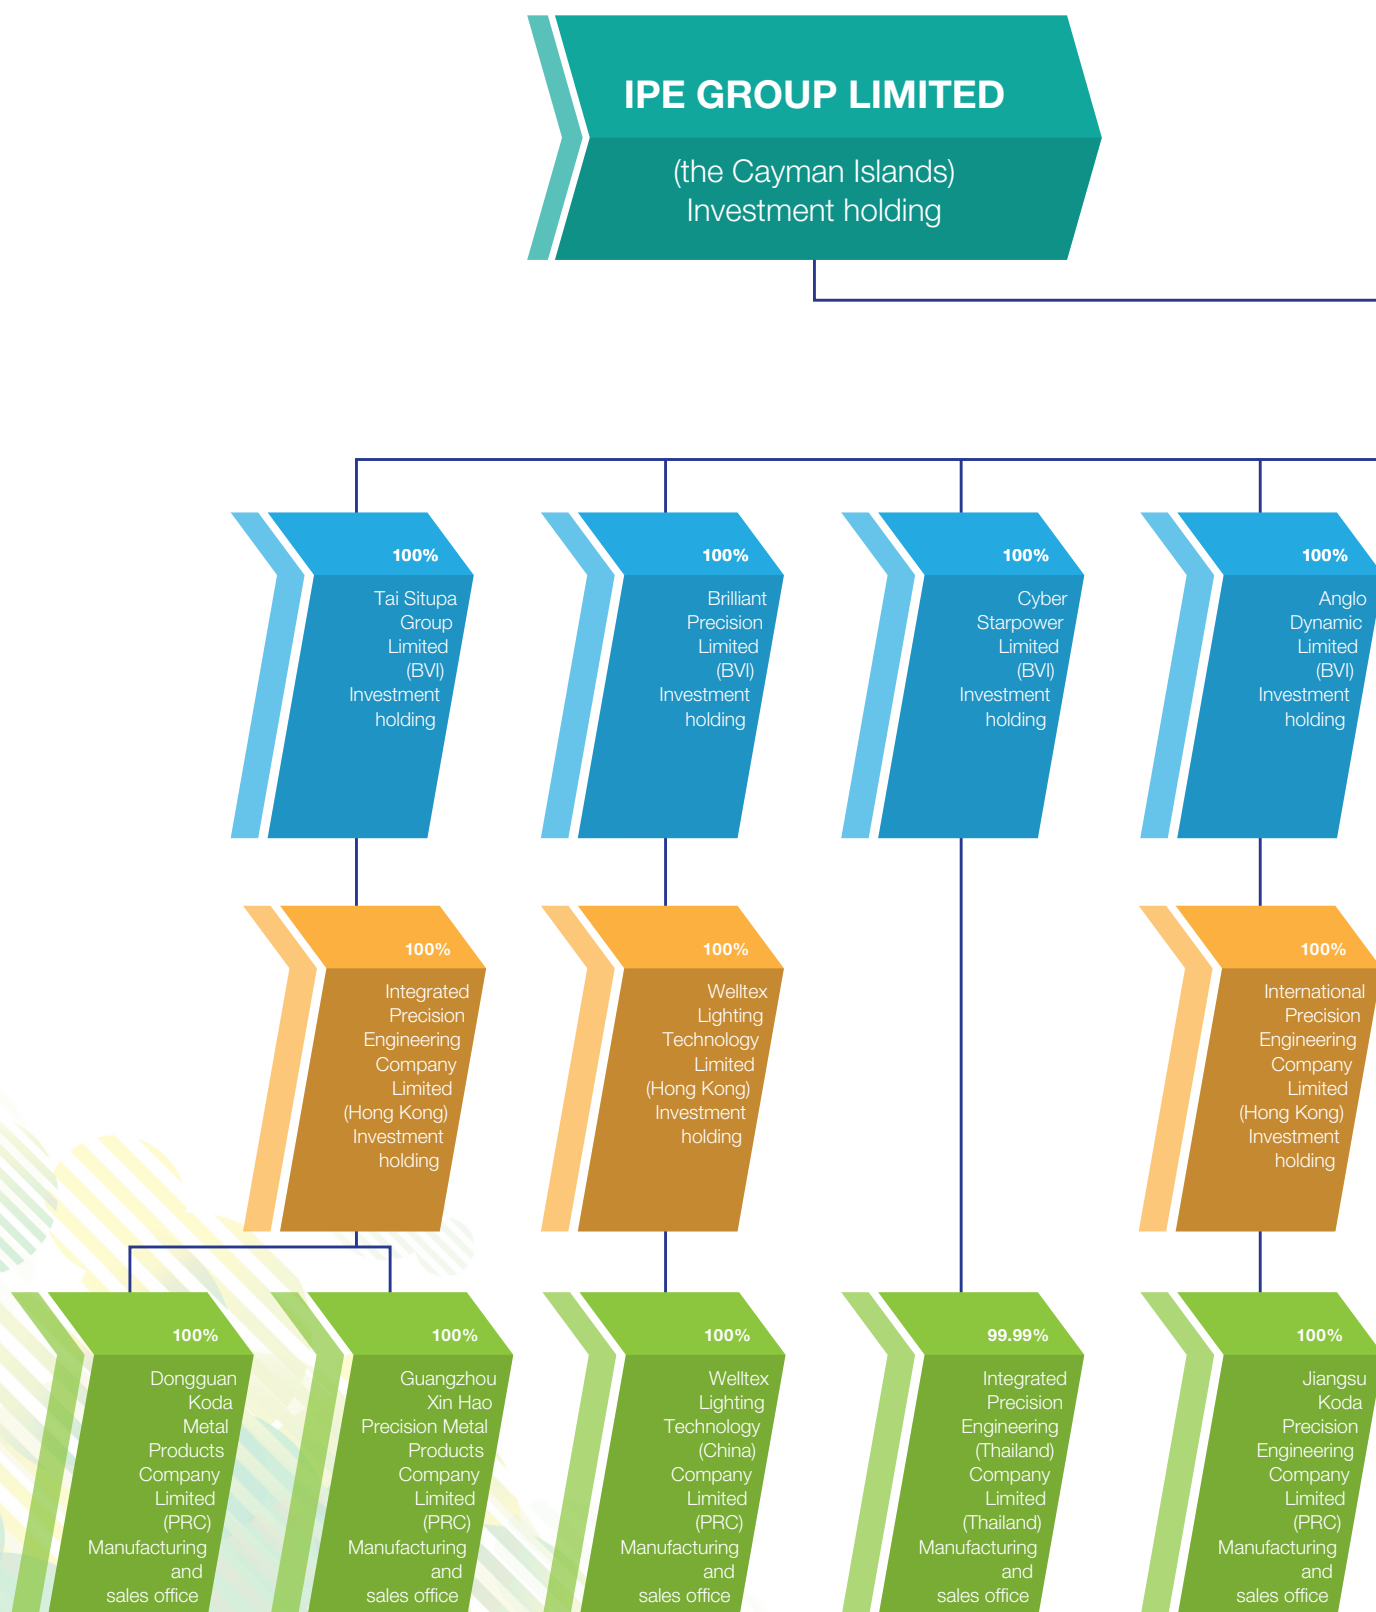 IPE GROUP LIMITED
(the Cayman Islands)
Investment holding
100%
Tai Situpa
Group
Limited
(BVI)
Investment
holding
100%
Brilliant
Precision
Limited
(BVI)
Investment
holding
100%
Cyber
Starpower
Limited
(BVI)
Investment
holding
100%
Anglo
Dynamic
Limited
(BVI)
Investment
holding
100%
Integrated
Precision
Engineering
Company
Limited
(Hong Kong)
Investment
holding
100%
Welltex
Lighting
Technology
Limited
(Hong Kong)
Investment
holding
100%
International
Precision
Engineering
Company
Limited
(Hong Kong)
Investment
holding
100%
Dongguan
Koda
Metal
Products
Company
Limited
(PRC)
Manufacturing
and
sales office
100%
Guangzhou
Xin Hao
Precision Metal
Products
Company
Limited
(PRC)
Manufacturing
and
sales office
100%
Welltex
Lighting
Technology
(China)
Company
Limited
(PRC)
Manufacturing
and
sales office
99.99%
Integrated
Precision
Engineering
(Thailand)
Company
Limited
(Thailand)
Manufacturing
and
sales office
100%
Jiangsu
Koda
Precision
Engineering
Company
Limited
(PRC)
Manufacturing
and
sales office